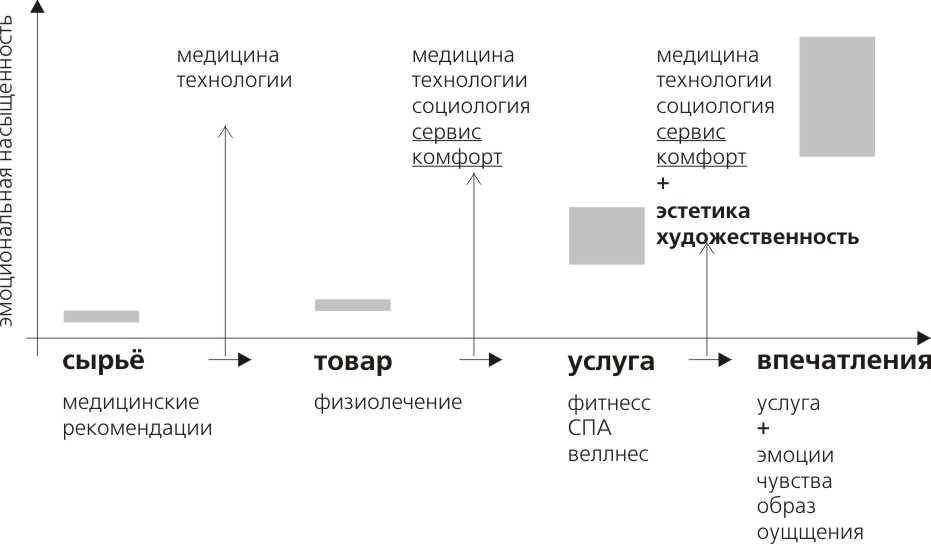 эмоциональная насыщенность
медицина
технологии
медицина
технологии
социология
сервис
комфорт
медицина
технологии
социология
сервис
комфорт
+
эстетика
художественность
сырьё
товар
услуга
впечатления
медицинские
рекомендации
физиолечение
фитнесс
СПА
веллнес
услуга
+
эмоции
чувства
образ
оущщения